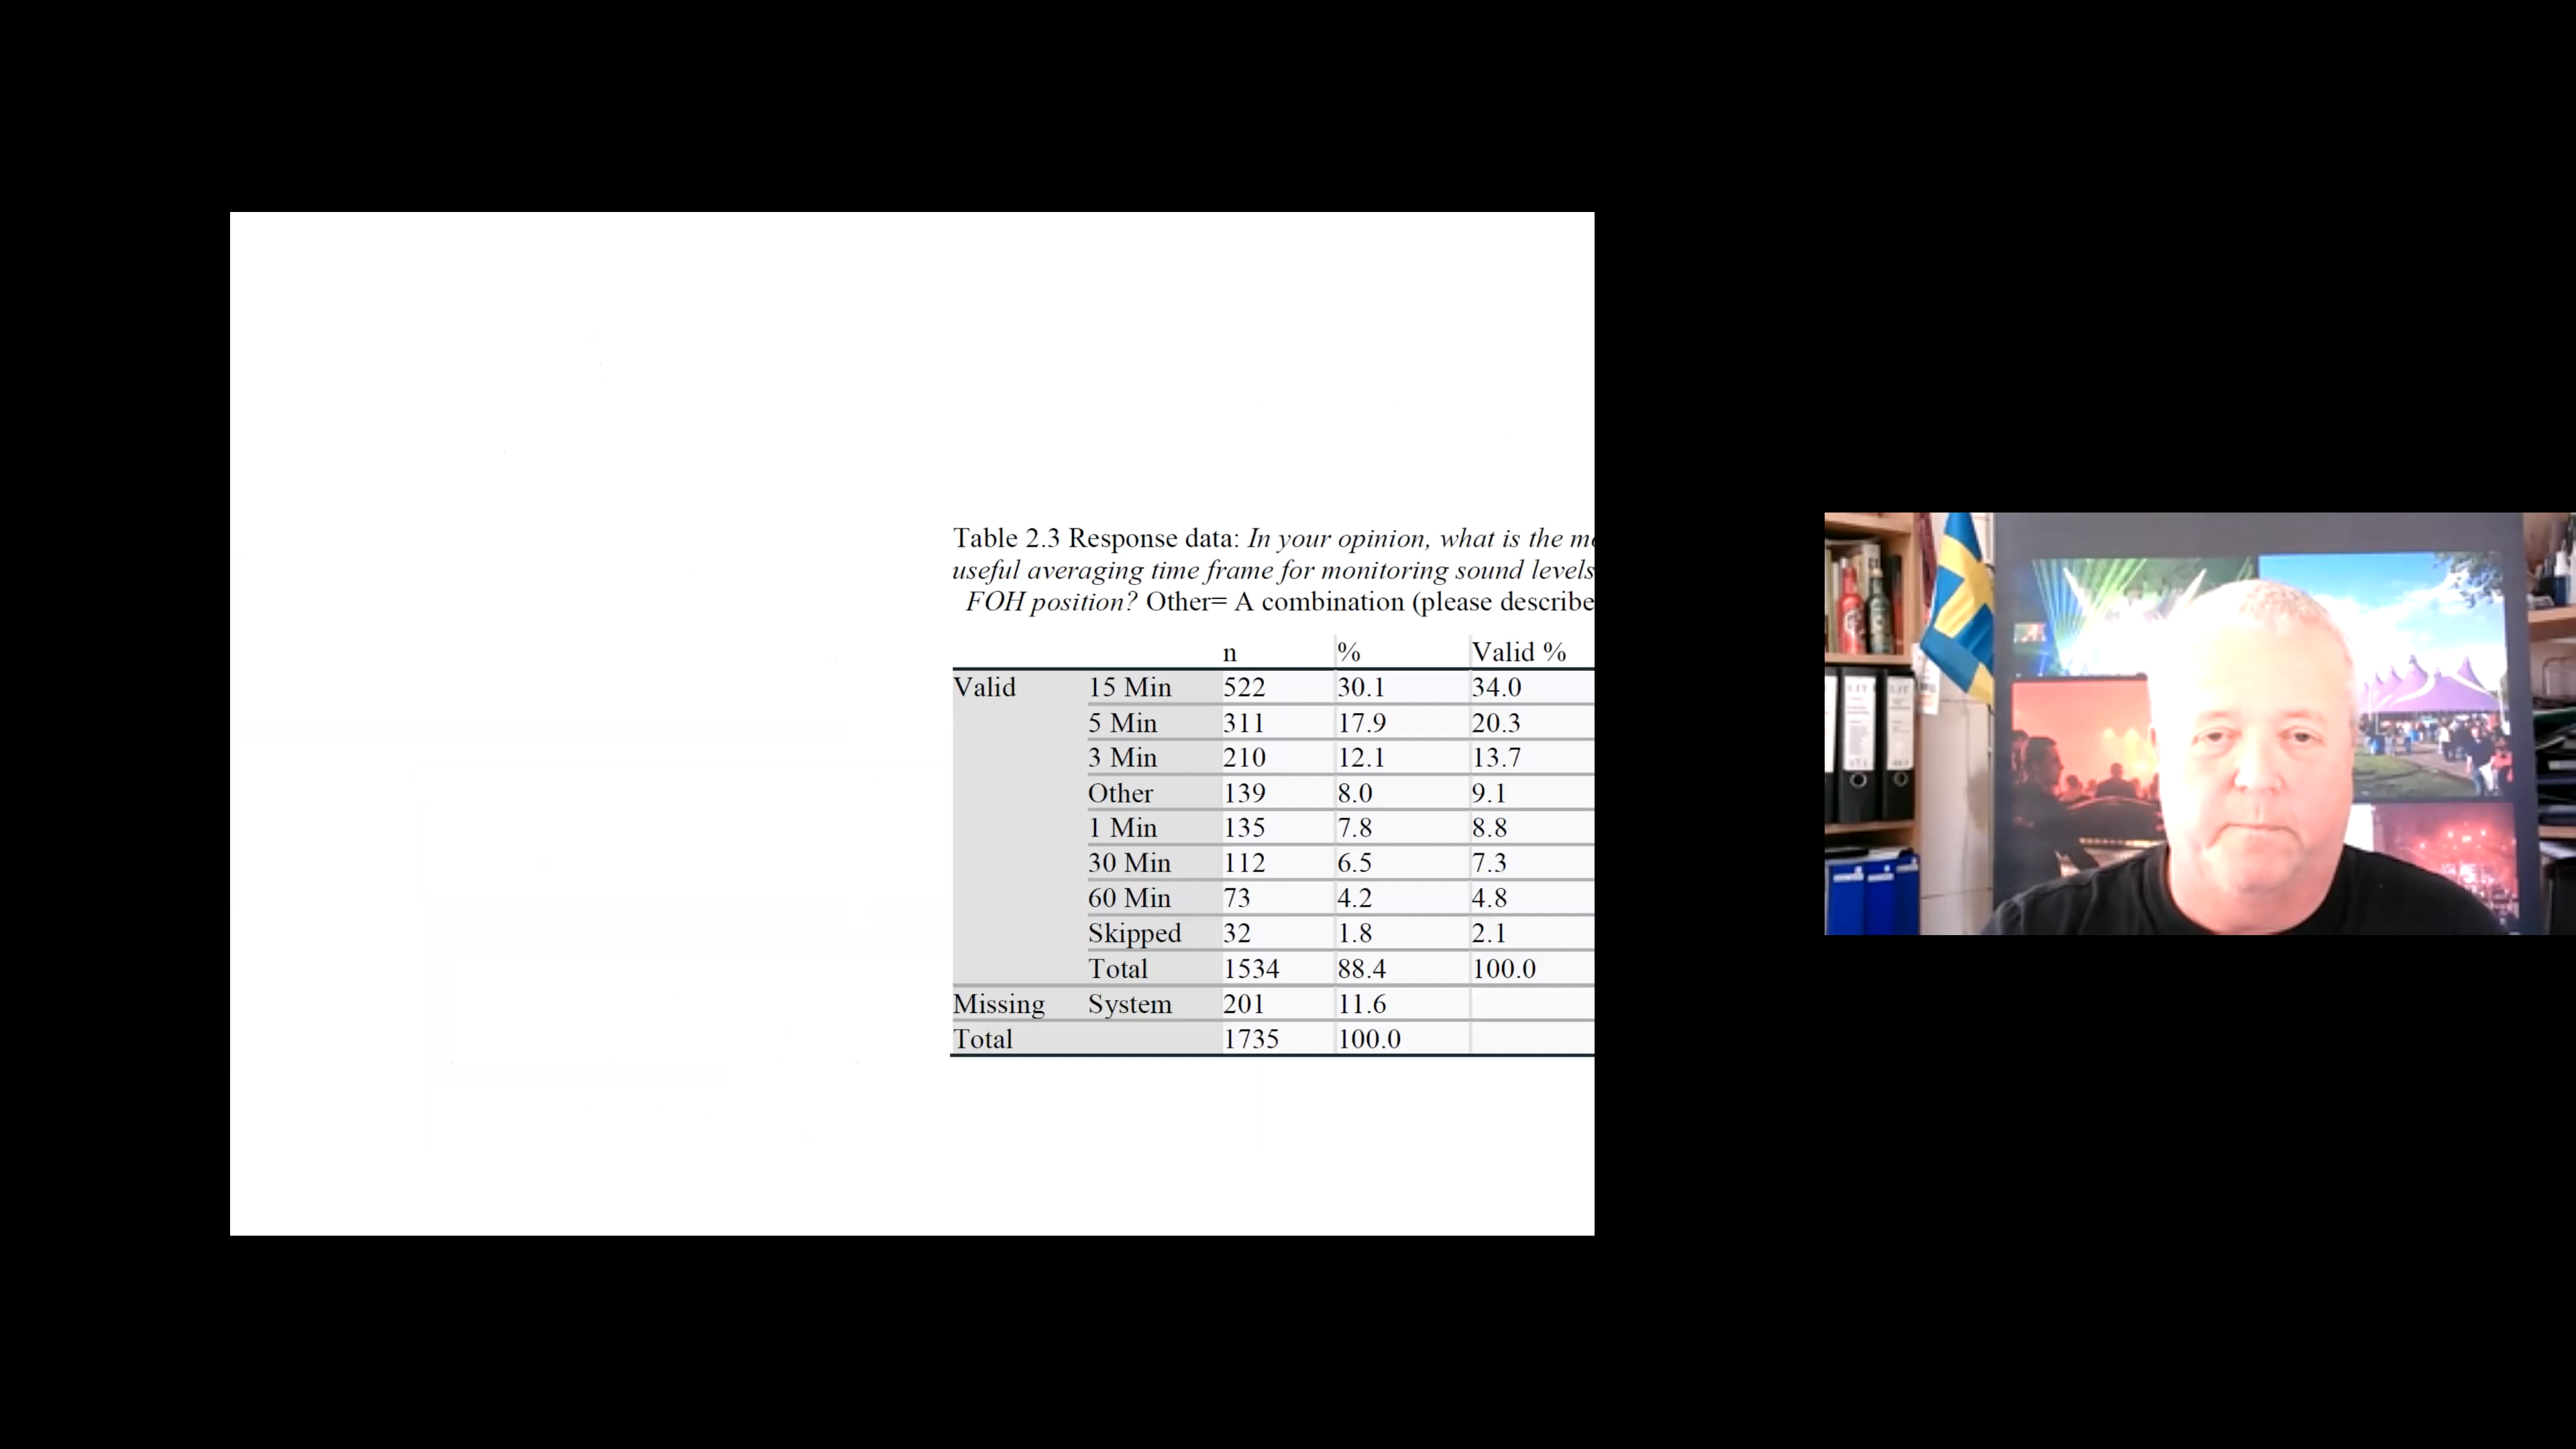 Table 2.3 Response data: In your opinion, what is the
useful averaging time frame for monitoring sound levels
FOH position? Other= A combination (please describe
n % Valid %
Valid 15 Min 522 30.1 34.0
5 Min 311 17.9 20.3
3 Min 210 12.1 13.7
Other 139 8.0 9.1
1 Min 135 7.8 8.8
30 Min 112 6.5 7.3
60 Min 73 4.2 4.8
Skipped 32 1.8 2.1
Total 1534 88.4 100.0
Missing System 201 11.6
Total 1735 100.0